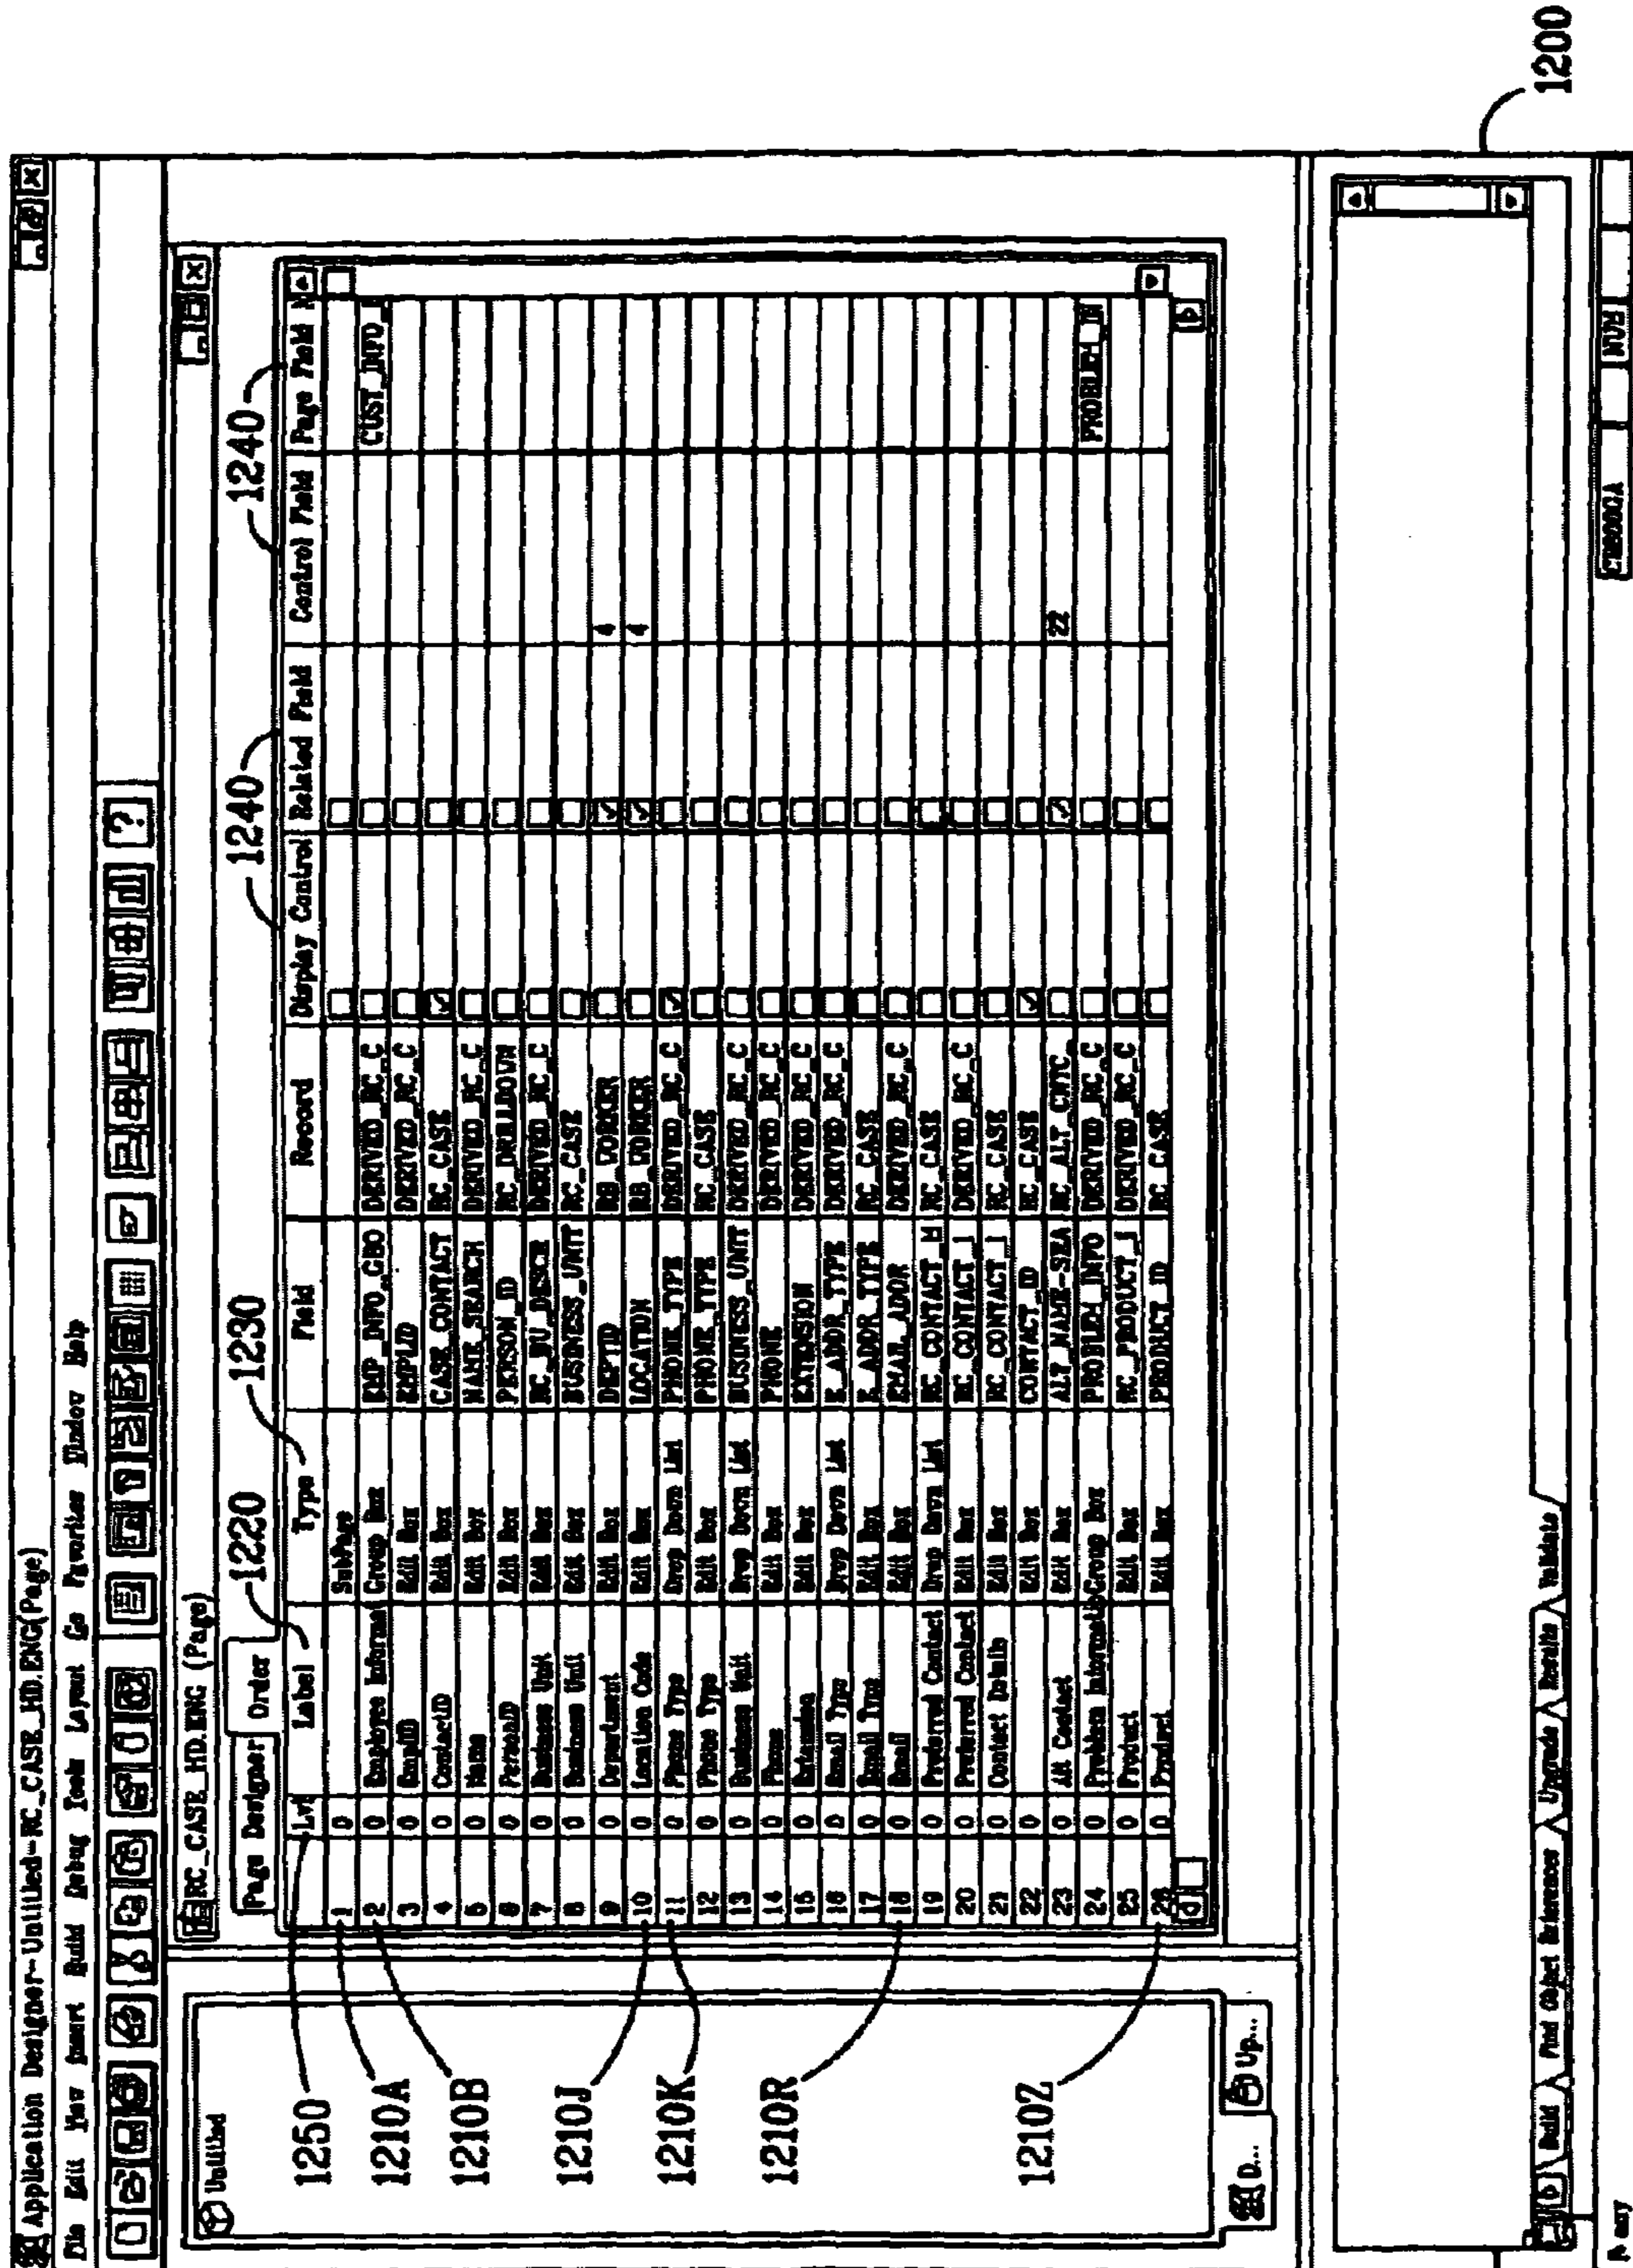 Application Designer-Untitled-RC_CASE_HD.ENG(Page)
File Edit View Insert Build Debug Tools Layout Go Favorites Window Help
Untitled
RC_CASE_HD.ENG (Page)
Page Designer Order
1220 1230 1240 1240
Lvl Label Type Field Record Display Control Related Field Control Field Page Field N
1 0 SubPage
2 0 Employee Informat Group Box EMP_INFO_GBO DERIVED_RC_C CUST_INFO_
3 0 EmplID Edit Box EMPLID DERIVED_RC_C
4 0 ContactID Edit Box CASE_CONTACT RC_CASE
5 0 Name Edit Box NAME_SEARCH DERIVED_RC_C
6 0 PersonID Edit Box PERSON_ID RC_DRILLDOWN
7 0 Business Unit Edit Box RC_BU_DESCR DERIVED_RC_C
8 0 Business Unit Edit Box BUSINESS_UNIT RC_CASE
9 0 Department Edit Box DEPTID RB_WORKER 4
10 0 Location Code Edit Box LOCATION RB_WORKER 4
11 0 Phone Type Drop Down List PHONE_TYPE DERIVED_RC_C
12 0 Phone Type Edit Box PHONE_TYPE RC_CASE
13 0 Business Unit Drop Down List BUSINESS_UNIT DERIVED_RC_C
14 0 Phone Edit Box PHONE DERIVED_RC_C
15 0 Extension Edit Box EXTENSION DERIVED_RC_C
16 0 Email Type Drop Down List E_ADDR_TYPE DERIVED_RC_C
17 0 Email Type Edit Box E_ADDR_TYPE RC_CASE
18 0 Email Edit Box EMAIL_ADDR DERIVED_RC_C
19 0 Preferred Contact Drop Down List RC_CONTACT_M RC_CASE
20 0 Preferred Contact Edit Box RC_CONTACT_I DERIVED_RC_C
21 0 Contact Details Edit Box RC_CONTACT_I RC_CASE
22 0 Edit Box CONTACT_ID RC_CASE
23 0 Alt Contact Edit Box ALT_NAME-SEA RC_ALT_CNTC_ 22
24 0 Problem Informatio Group Box PROBLEM_INFO DERIVED_RC_C PROBLEM_IN
25 0 Product Edit Box RC_PRODUCT_I DERIVED_RC_C
26 0 Product Edit Box PRODUCT_ID RC_CASE
1250
1210A
1210B
1210J
1210K
1210R
1210Z
D... Up...
Build Find Object References Upgrade Results Validate
NUM
1200